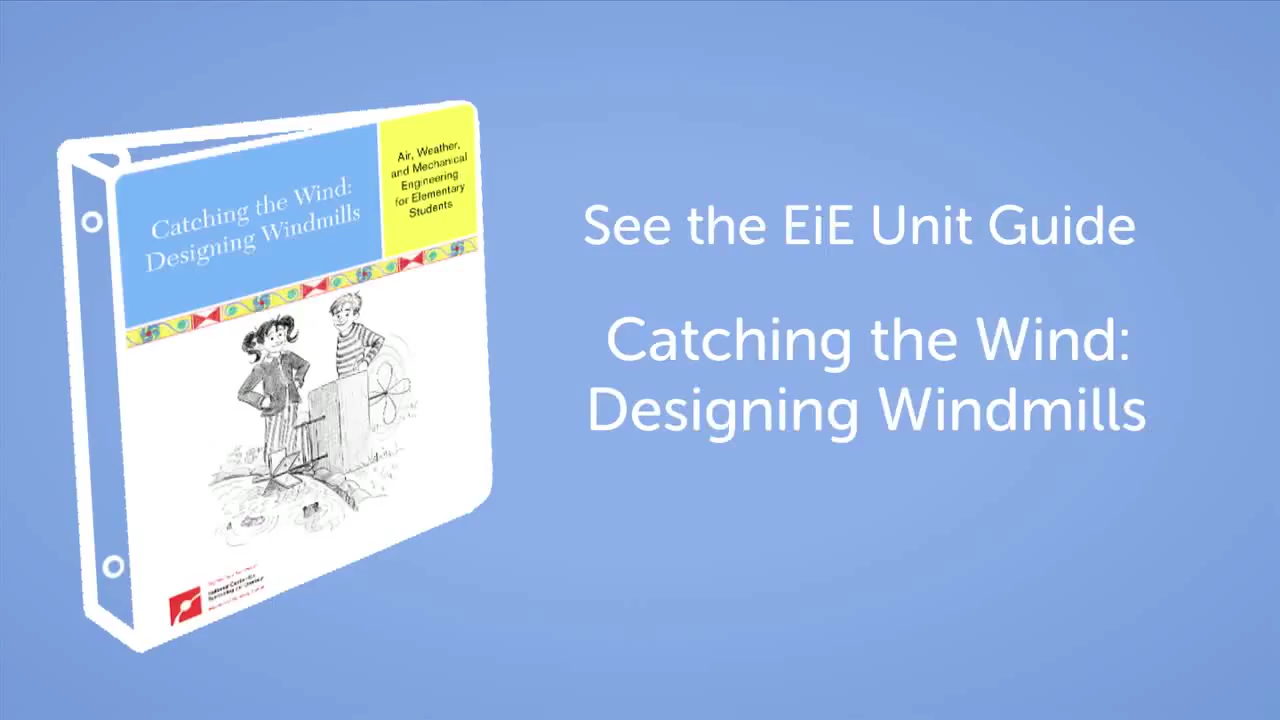 Catching the Wind:
Designing Windmills
Air, Weather,
and Mechanical
Engineering
for Elementary
Students
See the EiE Unit Guide
Catching the Wind:
Designing Windmills